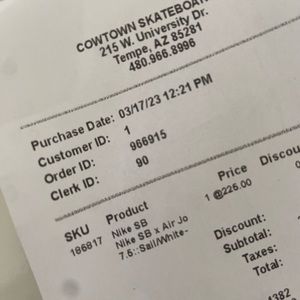 COWTOWN SKATEBOAR
215 W. University Dr.
Tempe, AZ 85281
480.966.8996
Purchase Date: 03/17/23 12:21 PM
Customer ID: 1
Order ID: 966915
Clerk ID: 90
SKU Product Price Discou
186817 Nike SB 1 @225.00
Nike SB x Air Jo
7.5::Sail/White-
Discount:
Subtotal:
Taxes:
Total:
4382